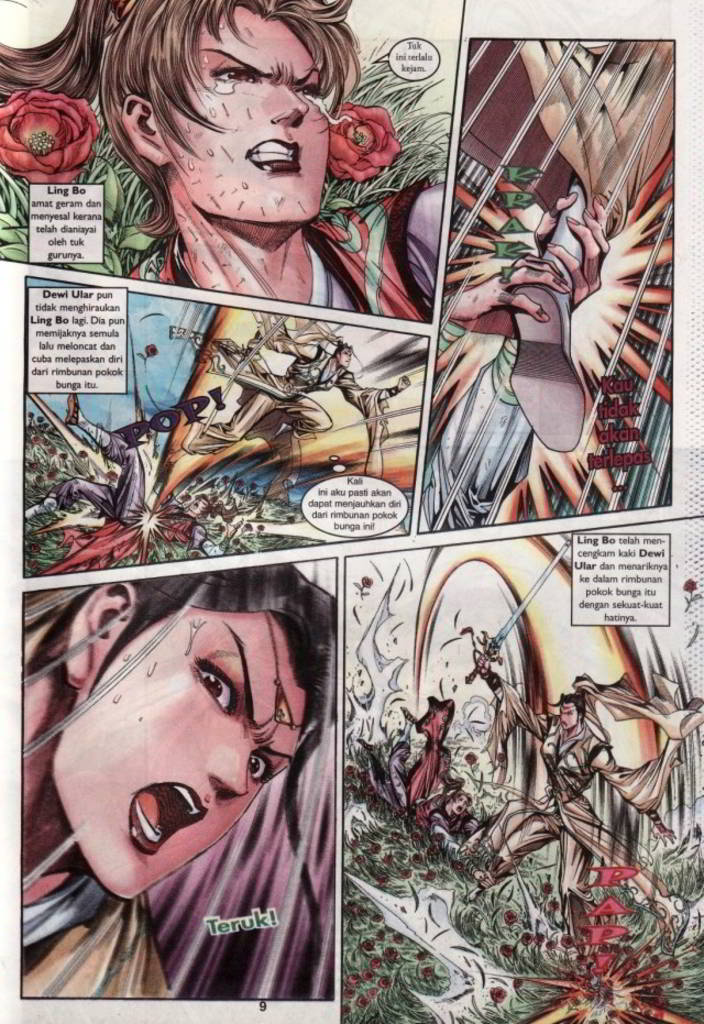 Tuk
ini terlalu
kejam.
Ling Bo
amat geram dan
menyesal kerana
telah dianiayai
oleh tuk
gurunya.
KRAK!
Kau
tidak
akan
terlepas
...
Dewi Ular pun
tidak menghiraukan
Ling Bo lagi. Dia pun
memijaknya semula
lalu meloncat dan
cuba melepaskan diri
dari rimbunan pokok
bunga itu.
POP!
Kali
ini aku pasti akan
dapat menjauhkan diri
dari rimbunan pokok
bunga ini!
Teruk!
Ling Bo telah men-
cengkam kaki Dewi
Ular dan menariknya
ke dalam rimbunan
pokok bunga itu
dengan sekuat-kuat
hatinya.
PAP!
9